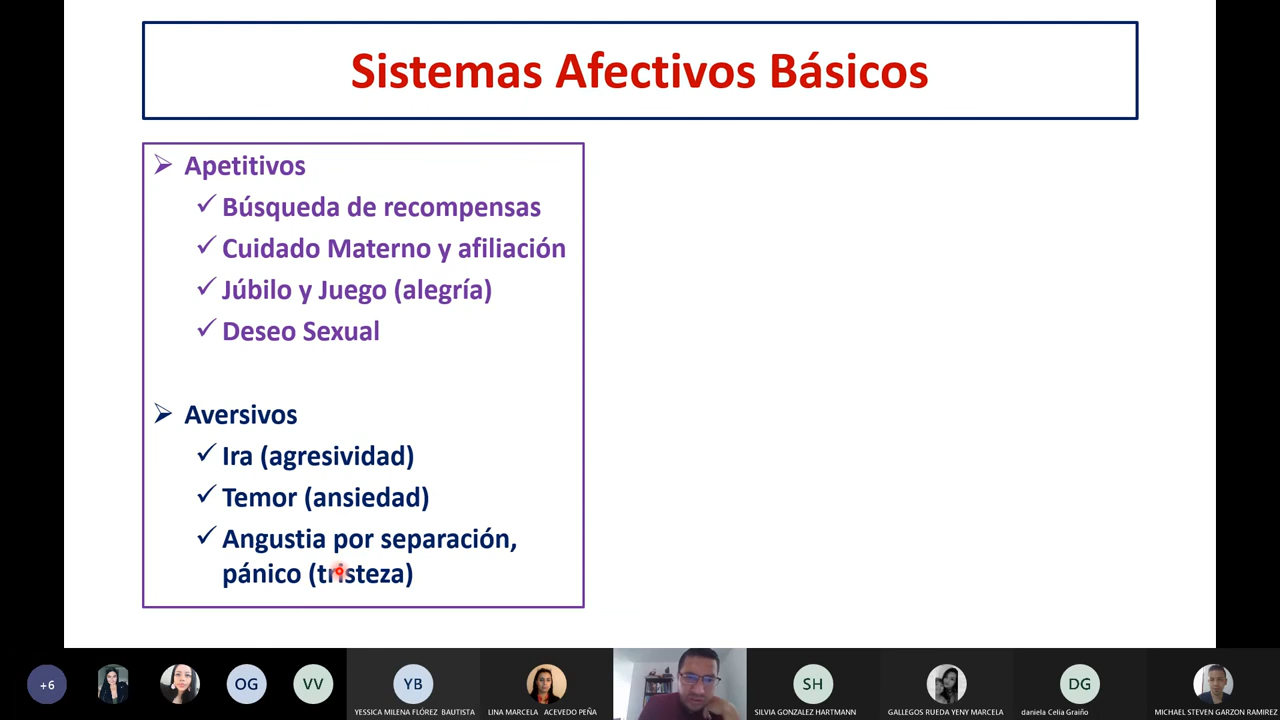 Sistemas Afectivos Básicos
Apetitivos
Búsqueda de recompensas
Cuidado Materno y afiliación
Júbilo y Juego (alegría)
Deseo Sexual
Aversivos
Ira (agresividad)
Temor (ansiedad)
Angustia por separación,
pánico (tristeza)
+6
OG
VV
YB
YESSICA MILENA FLÓREZ BAUTISTA
LINA MARCELA ACEVEDO PEÑA
SH
SILVIA GONZALEZ HARTMANN
GALLEGOS RUEDA YENY MARCELA
DG
daniela Celia Graiño
MICHAEL STEVEN GARZON RAMIREZ